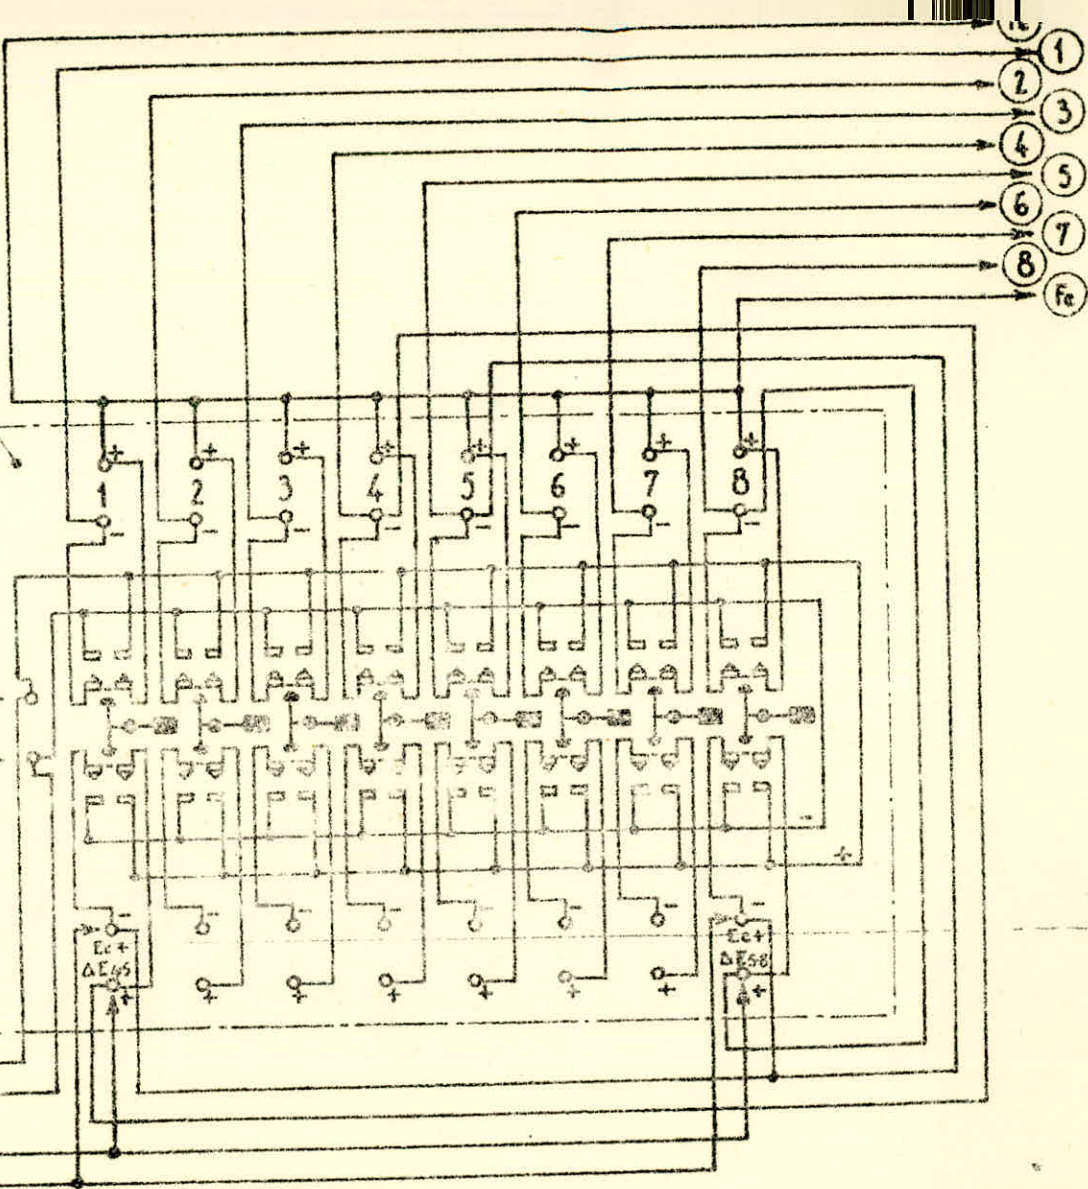 1
2
3
4
5
6
7
8
Fe
+ + + + + + + +
1 2 3 4 5 6 7 8
- - - - - - - -
-
+
- - - - - - - -
Ec+ Ec+
ΔE45 ΔE58
+ + + + + + + +